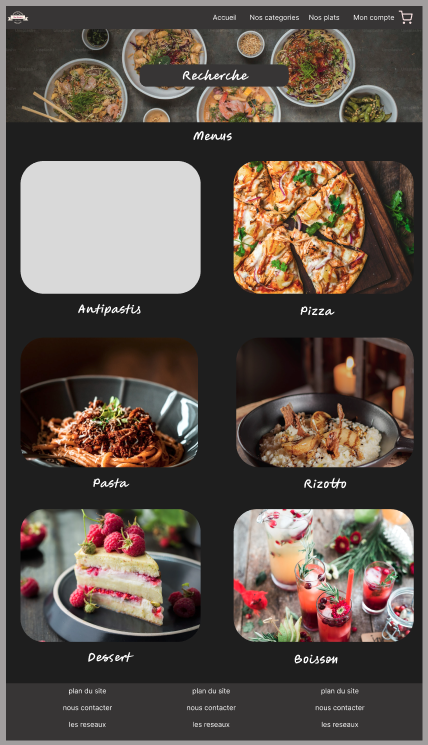 Accueil Nos categories Nos plats Mon compte
Recherche
Menus
Antipastis Pizza
Pasta Rizotto
Dessert Boisson
plan du site plan du site plan du site
nous contacter nous contacter nous contacter
les reseaux les reseaux les reseaux